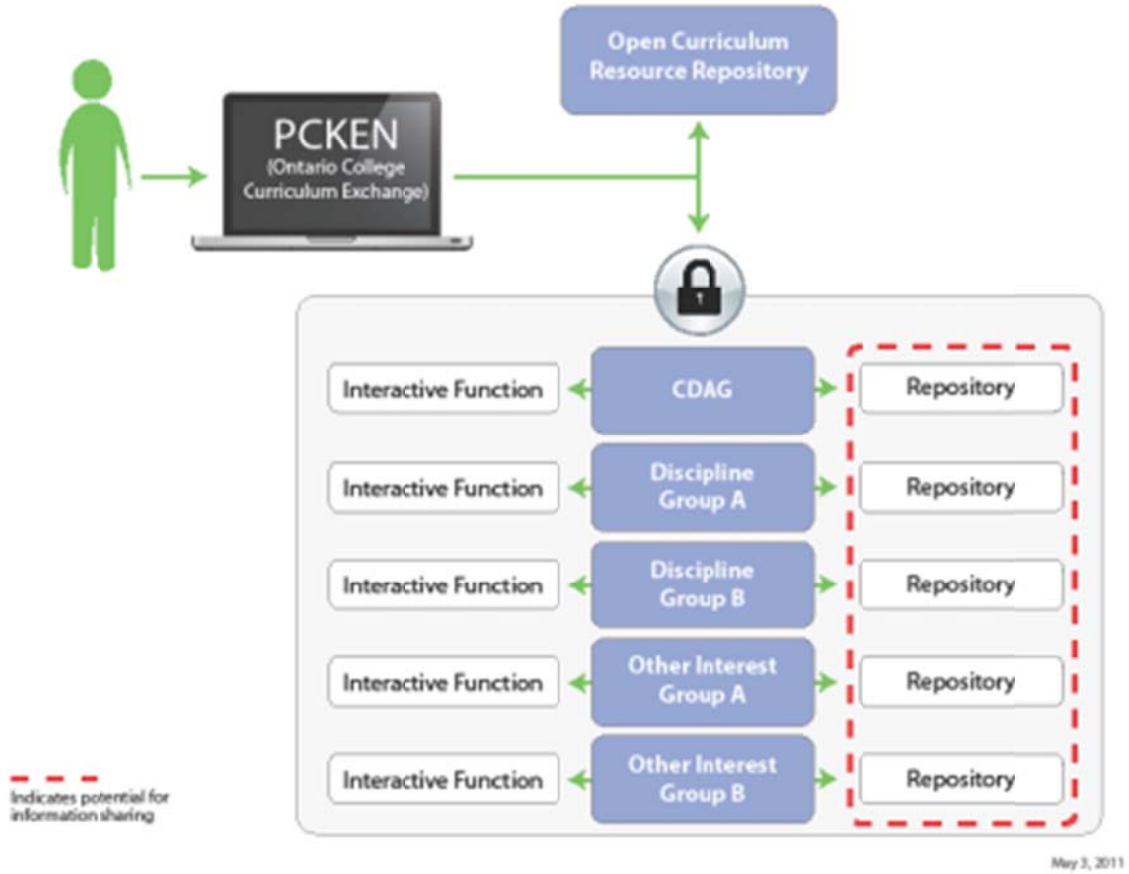 Open Curriculum
Resource Repository
PCKEN
(Ontario College
Curriculum Exchange)
Interactive Function
CDAG
Repository
Interactive Function
Discipline
Group A
Repository
Interactive Function
Discipline
Group B
Repository
Interactive Function
Other Interest
Group A
Repository
Interactive Function
Other Interest
Group B
Repository
Indicates potential for
information sharing
May 3, 2011